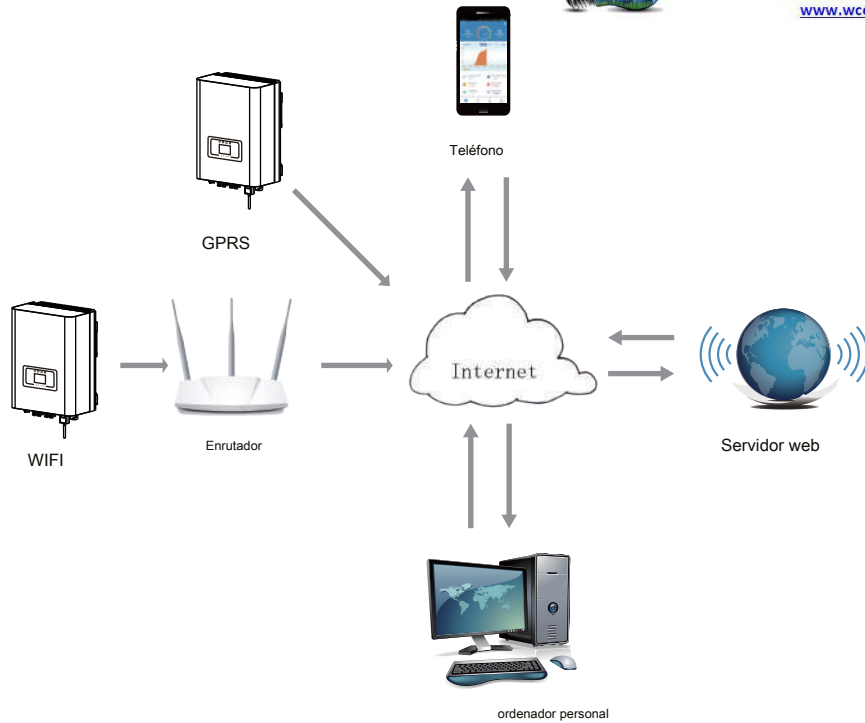 Teléfono
GPRS
Internet
WIFI
Enrutador
Servidor web
ordenador personal